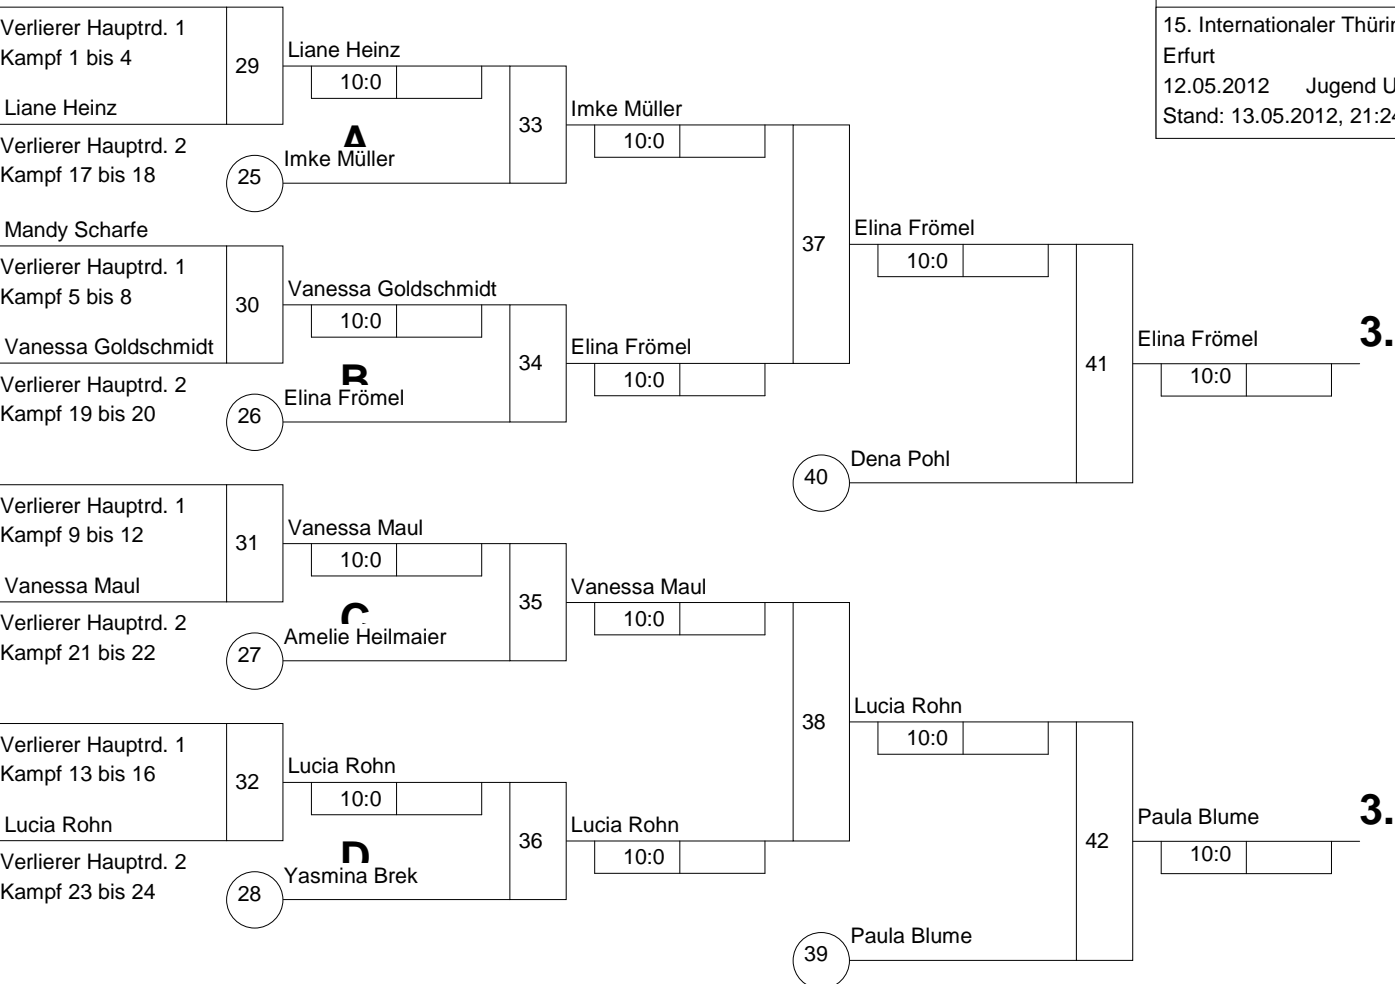 Verlierer Hauptrd. 1
Kampf 1 bis 4
29
Liane Heinz
10:0
Liane Heinz
A
Verlierer Hauptrd. 2
Kampf 17 bis 18
25
Imke Müller
33
Imke Müller
10:0
Mandy Scharfe
Verlierer Hauptrd. 1
Kampf 5 bis 8
30
Vanessa Goldschmidt
10:0
Vanessa Goldschmidt
B
Verlierer Hauptrd. 2
Kampf 19 bis 20
26
Elina Frömel
34
Elina Frömel
10:0
37
Elina Frömel
10:0
40
Dena Pohl
41
Elina Frömel
10:0
3.
Verlierer Hauptrd. 1
Kampf 9 bis 12
31
Vanessa Maul
10:0
Vanessa Maul
C
Verlierer Hauptrd. 2
Kampf 21 bis 22
27
Amelie Heilmaier
35
Vanessa Maul
10:0
Verlierer Hauptrd. 1
Kampf 13 bis 16
32
Lucia Rohn
10:0
Lucia Rohn
D
Verlierer Hauptrd. 2
Kampf 23 bis 24
28
Yasmina Brek
36
Lucia Rohn
10:0
38
Lucia Rohn
10:0
39
Paula Blume
42
Paula Blume
10:0
3.
15. Internationaler
Erfurt
12.05.2012 Jugend
Stand: 13.05.2012,